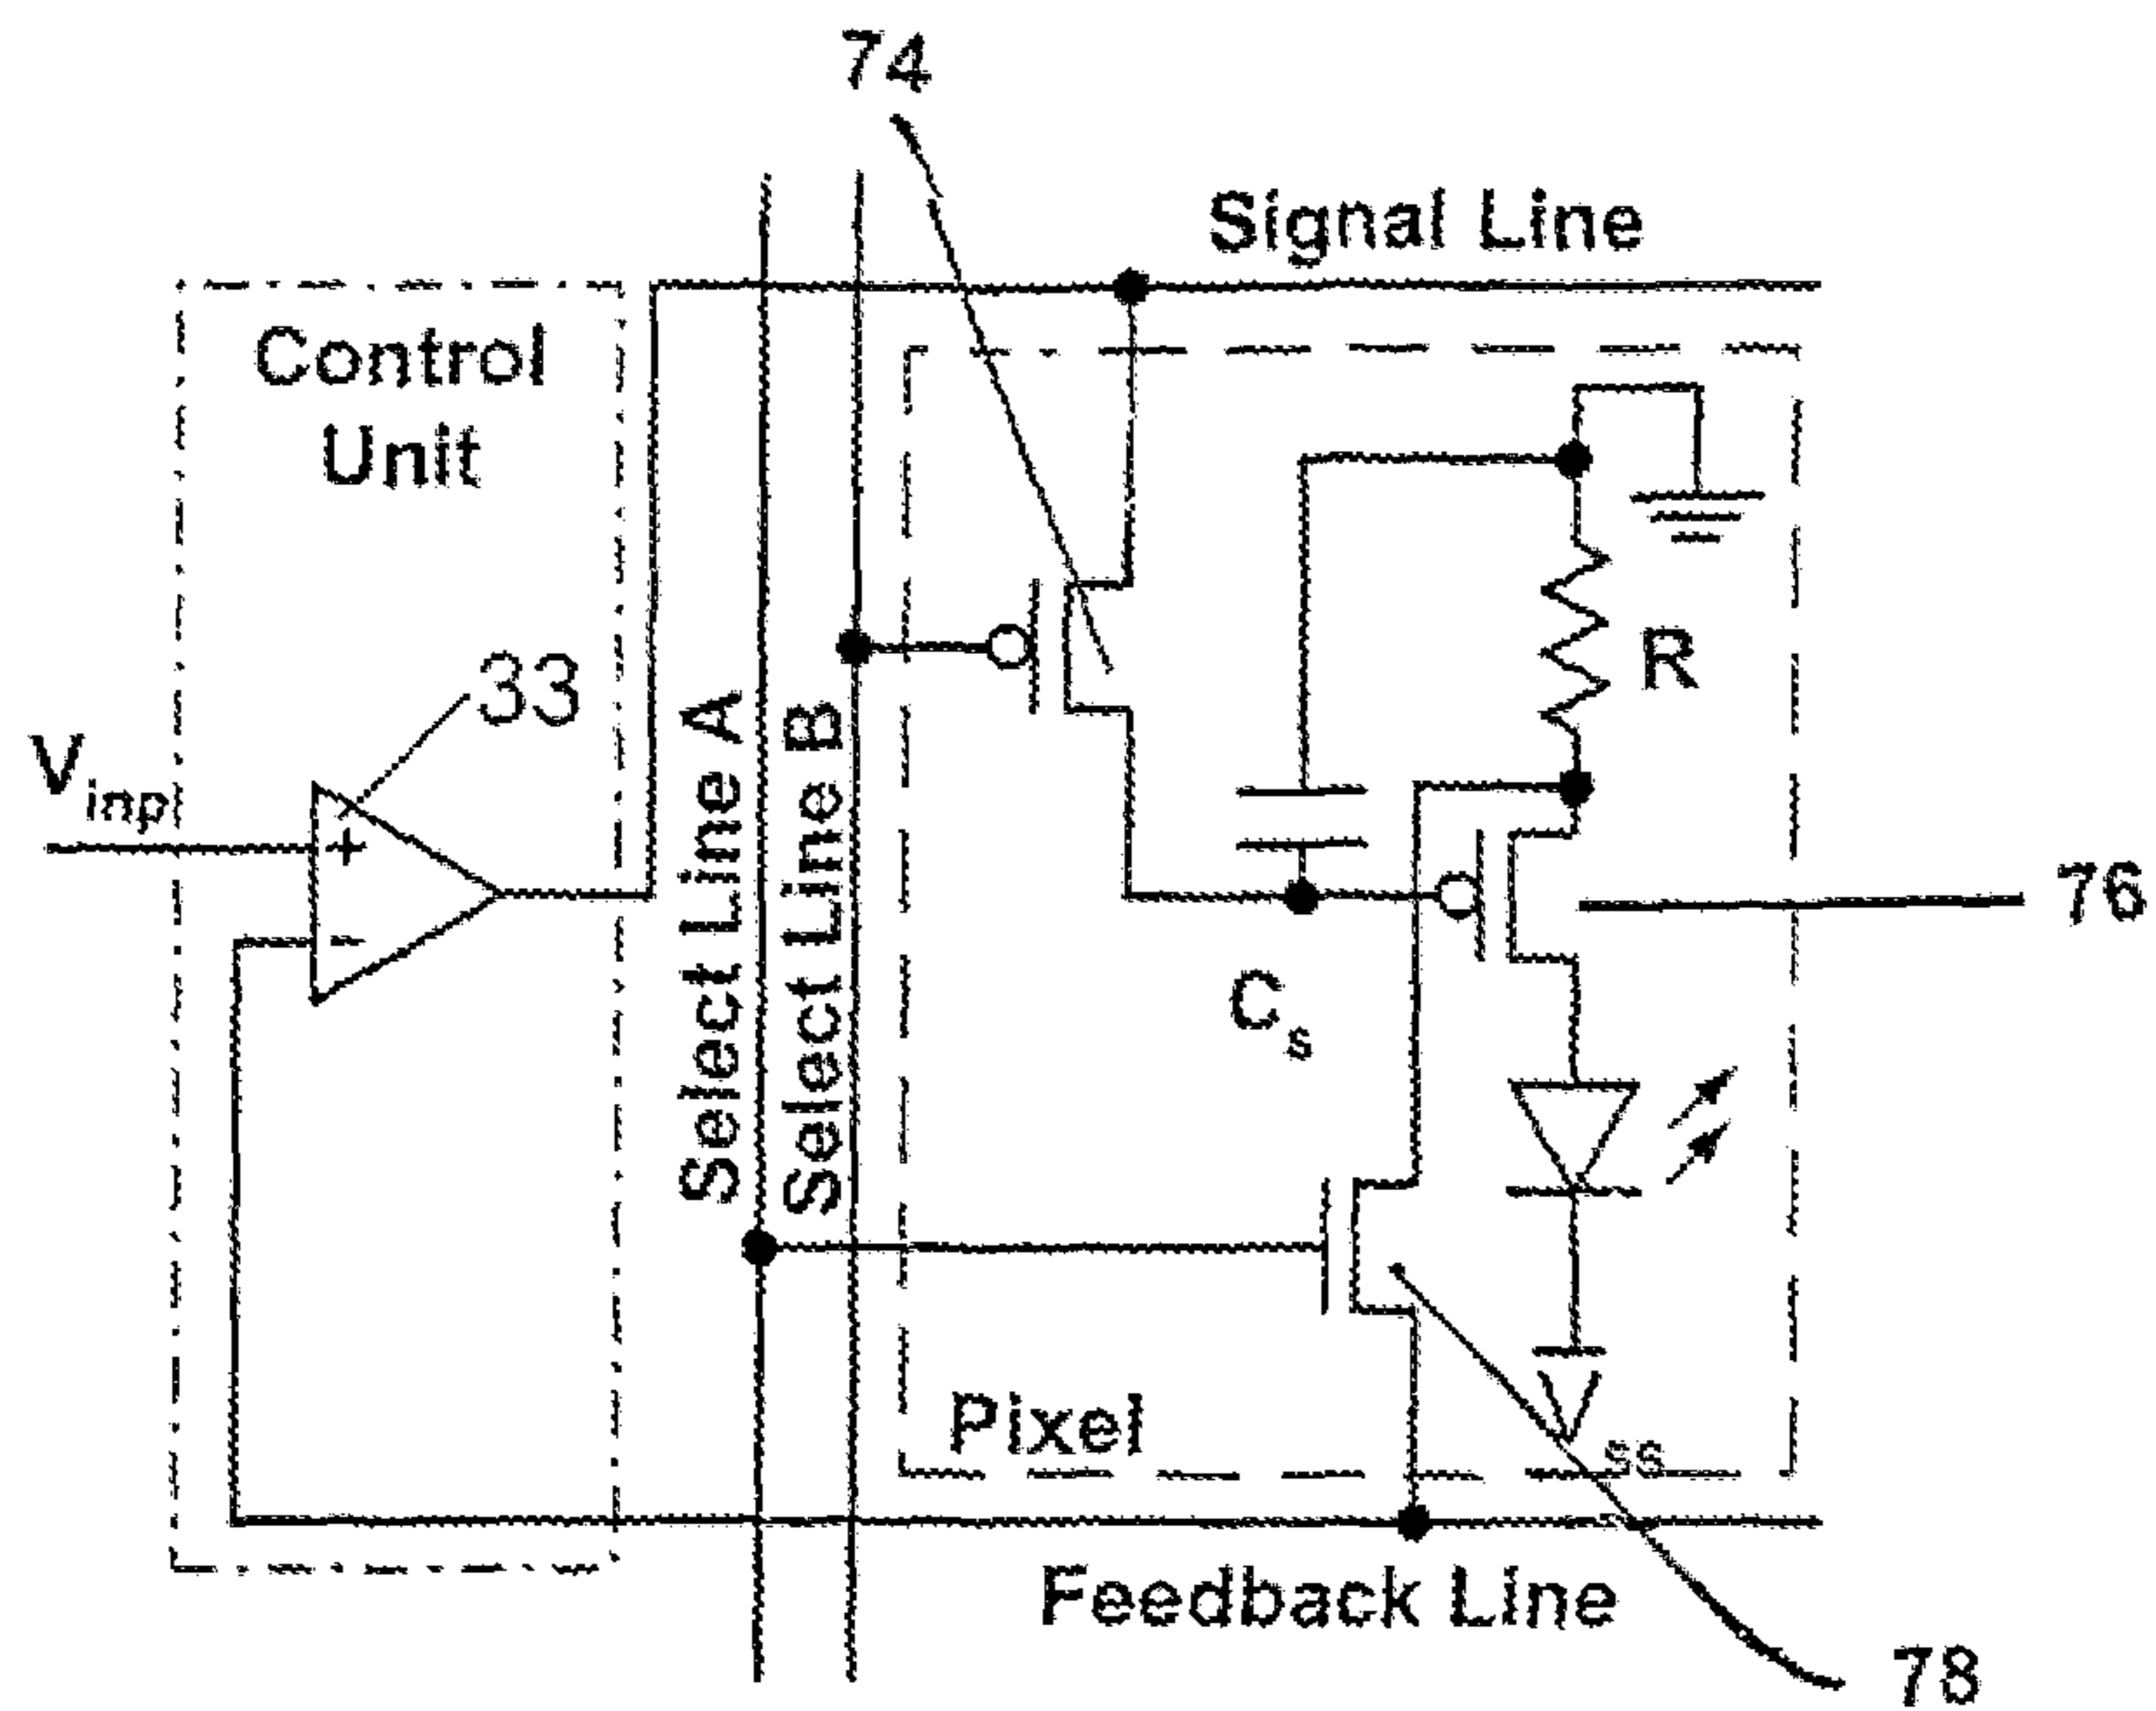 74
Signal Line
Control
Unit
R
33
V inp
+
-
Select Line A
Select Line B
76
C s
Pixel
SS
Feedback Line
78